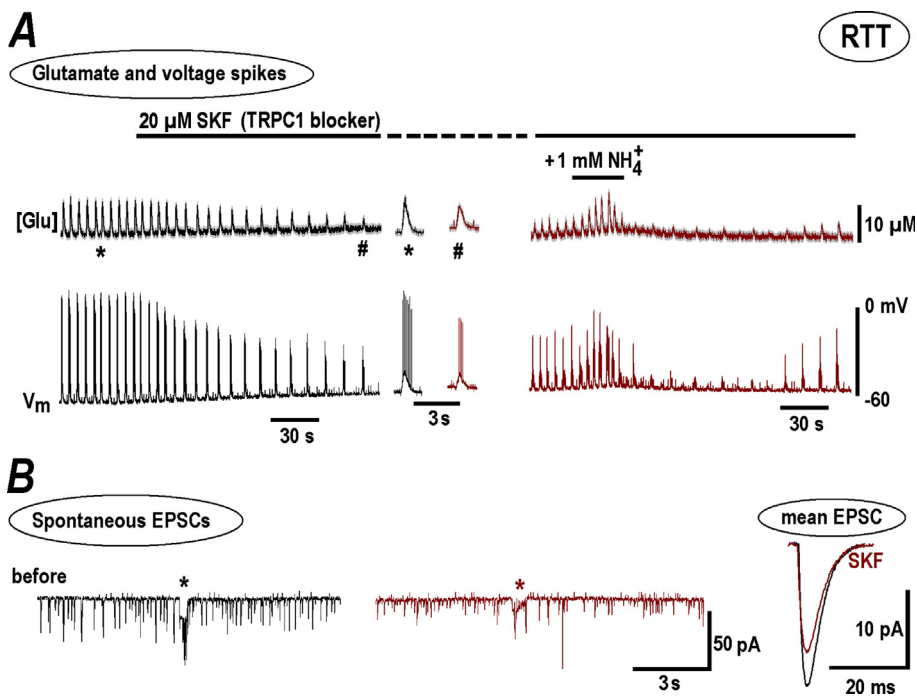 A
RTT
Glutamate and voltage spikes
20 µM SKF (TRPC1 blocker)
+1 mM NH4+
[Glu]
* # * #
10 µM
0 mV
Vm
-60
30 s
3 s
30 s
B
Spontaneous EPSCs
mean EPSC
before
* *
SKF
50 pA
10 pA
3 s
20 ms